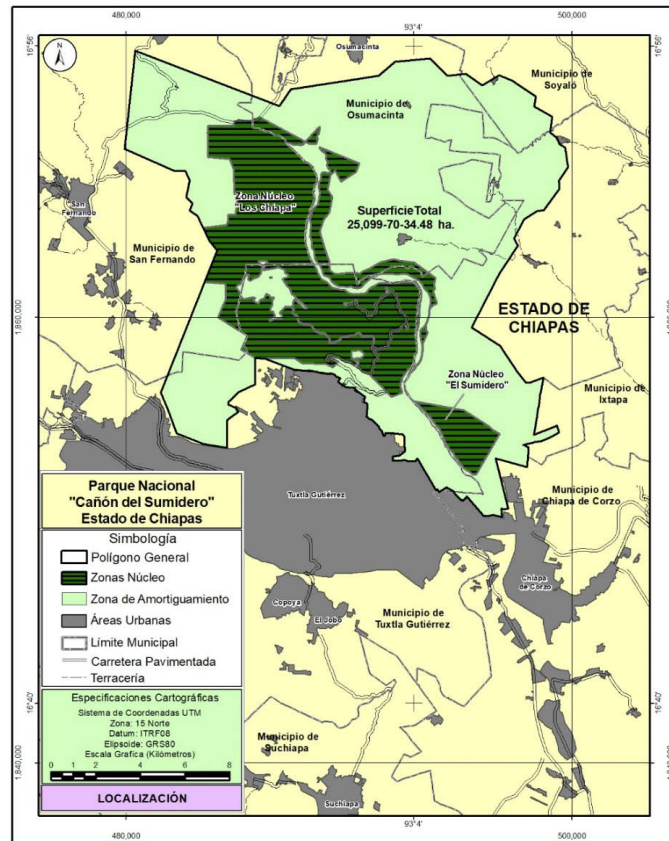 480,000
93°4'
500,000
16°56'
16°56'
N
Osumacinta
Municipio de
Soyaló
Municipio de
Osumacinta
Zona Núcleo
"Los Chiapa"
Superficie Total
25,099-70-34.48 ha.
San
Fernando
Municipio de
San Fernando
1,860,000
ESTADO DE
CHIAPAS
Zona Núcleo
"El Sumidero"
Municipio de
Ixtapa
Parque Nacional
"Cañón del Sumidero"
Estado de Chiapas
Tuxtla Gutiérrez
Municipio de
Chiapa de Corzo
Simbología
Polígono General
Zonas Núcleo
Zona de Amortiguamiento
Áreas Urbanas
Límite Municipal
Carretera Pavimentada
Terracería
Chiapa
de Corzo
Copoya
El Jobo
Municipio de
Tuxtla Gutiérrez
Especificaciones Cartográficas
Sistema de Coordenadas UTM
Zona: 15 Norte
Datum: ITRF08
Elipsoide: GRS80
Escala Grafica (Kilómetros)
0 1 2 4 6 8
16°40'
16°40'
Municipio de
Suchiapa
1,840,000
1,840,000
LOCALIZACIÓN
Suchiapa
480,000
93°4'
500,000